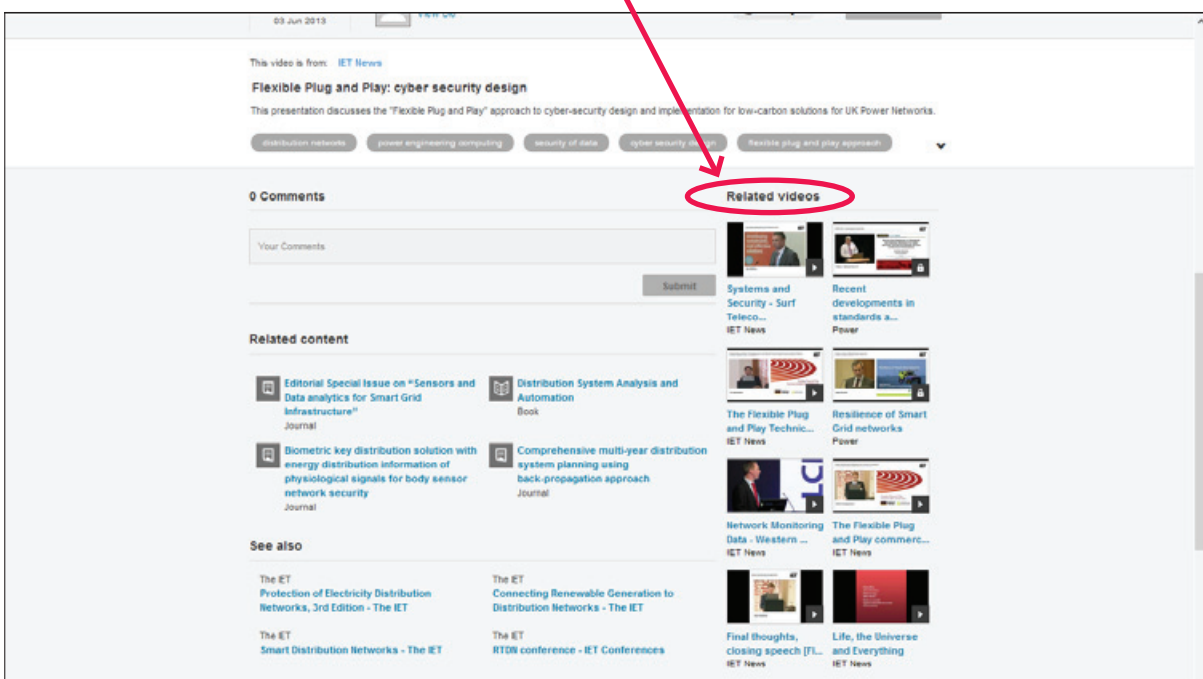 03 Jun 2013
This video is from: IET News
Flexible Plug and Play: cyber security design
This presentation discusses the "Flexible Plug and Play" approach to cyber-security design and implementation for low-carbon solutions for UK Power Networks.
distribution networks
power engineering computing
security of data
cyber security design
flexible plug and play approach
0 Comments
Your Comments
Submit
Related content
Editorial Special Issue on “Sensors and
Data analytics for Smart Grid
Infrastructure”
Journal
Distribution System Analysis and
Automation
Book
Biometric key distribution solution with
energy distribution information of
physiological signals for body sensor
network security
Journal
Comprehensive multi-year distribution
system planning using
back-propagation approach
Journal
See also
The IET
Protection of Electricity Distribution
Networks, 3rd Edition - The IET
The IET
Connecting Renewable Generation to
Distribution Networks - The IET
The IET
Smart Distribution Networks - The IET
The IET
RTDN conference - IET Conferences
Related videos
Systems and
Security - Surf
Teleco...
IET News
Recent
developments in
standards a...
Power
The Flexible Plug
and Play Technic...
IET News
Resilience of Smart
Grid networks
Power
Network Monitoring
Data - Western ...
IET News
The Flexible Plug
and Play commerc...
IET News
Final thoughts,
closing speech [Fl...
IET News
Life, the Universe
and Everything
IET News